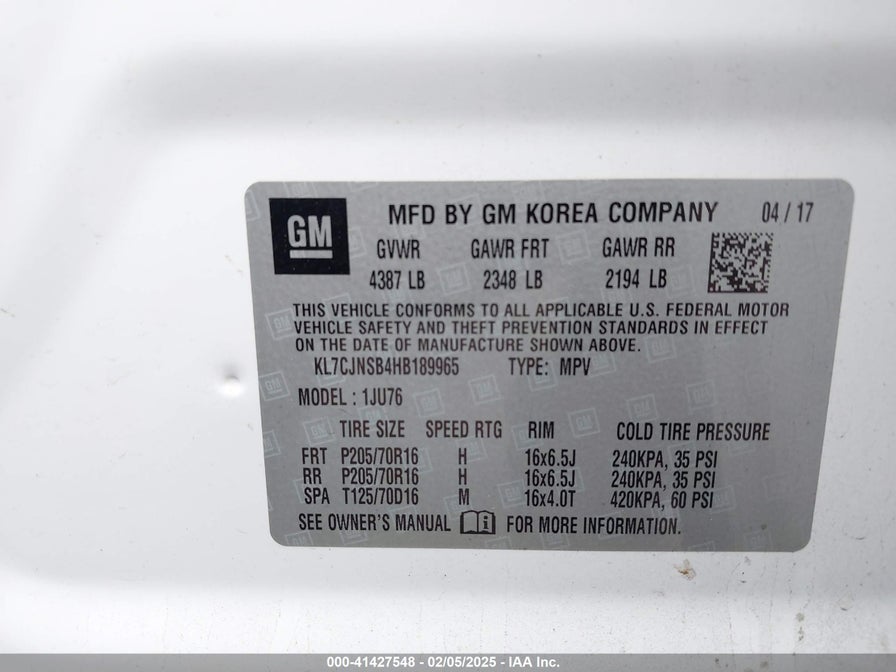 GM MFD BY GM KOREA COMPANY 04 / 17
GVWR GAWR FRT GAWR RR
4387 LB 2348 LB 2194 LB
THIS VEHICLE CONFORMS TO ALL APPLICABLE U.S. FEDERAL MOTOR
VEHICLE SAFETY AND THEFT PREVENTION STANDARDS IN EFFECT
ON THE DATE OF MANUFACTURE SHOWN ABOVE.
KL7CJNSB4HB189965 TYPE: MPV
MODEL : 1JU76
TIRE SIZE SPEED RTG RIM COLD TIRE PRESSURE
FRT P205/70R16 H 16x6.5J 240KPA, 35 PSI
RR P205/70R16 H 16x6.5J 240KPA, 35 PSI
SPA T125/70D16 M 16x4.0T 420KPA, 60 PSI
SEE OWNER'S MANUAL FOR MORE INFORMATION.
000-41427548 - 02/05/2025 - IAA Inc.